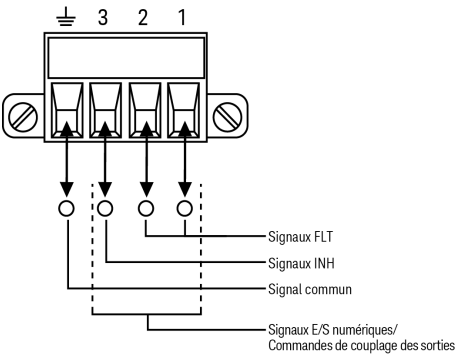 3 2 1
Signaux FLT
Signaux INH
Signal commun
Signaux E/S numériques/
Commandes de couplage des sorties